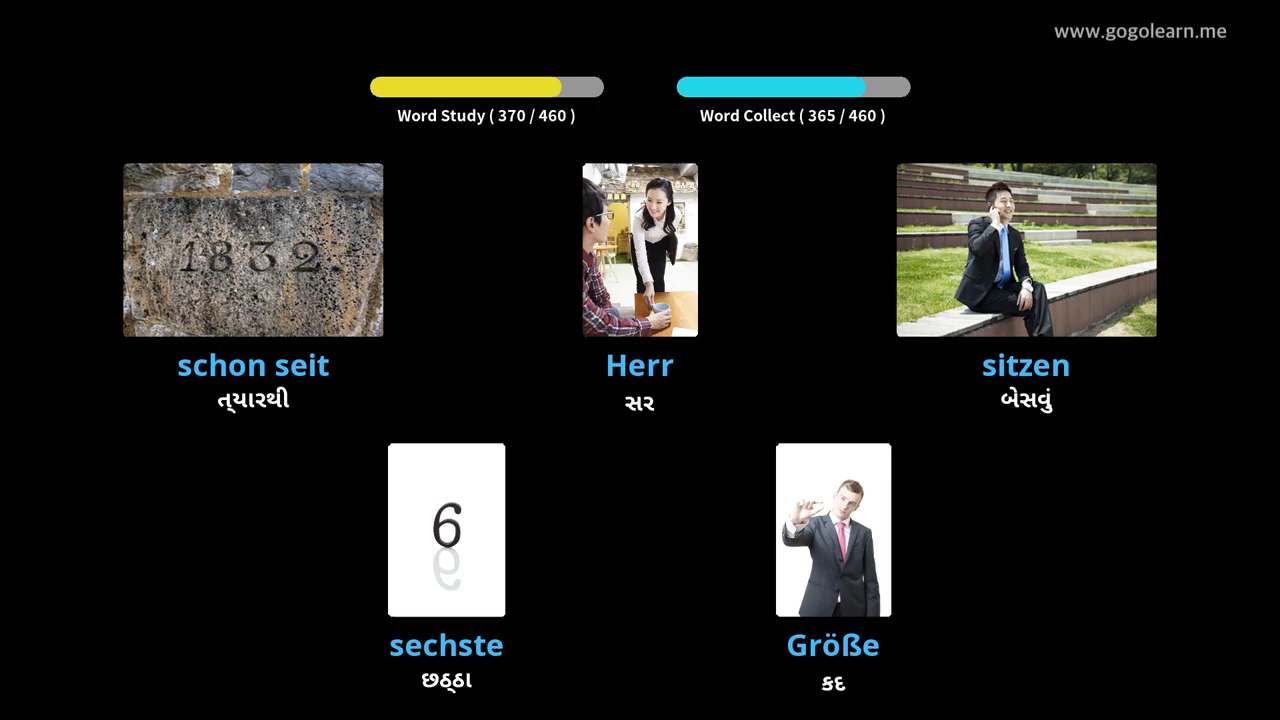 www.gogolearn.me
Word Study ( 370 / 460 )
Word Collect ( 365 / 460 )
1832.
CAFE
schon seit
ત્યારથી
Herr
સર
sitzen
બેસવું
6
sechste
છઠ્ઠા
Größe
કદ